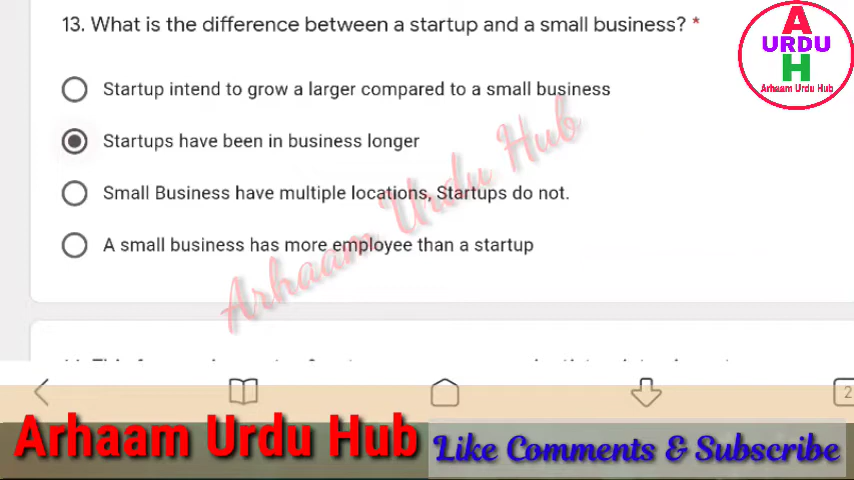 13. What is the difference between a startup and a small business? *
A
URDU
H
Arhaam Urdu Hub
Startup intend to grow a larger compared to a small business
Startups have been in business longer
Small Business have multiple locations, Startups do not.
A small business has more employee than a startup
Arhaam Urdu Hub
2
Arhaam Urdu Hub
Like Comments & Subscribe